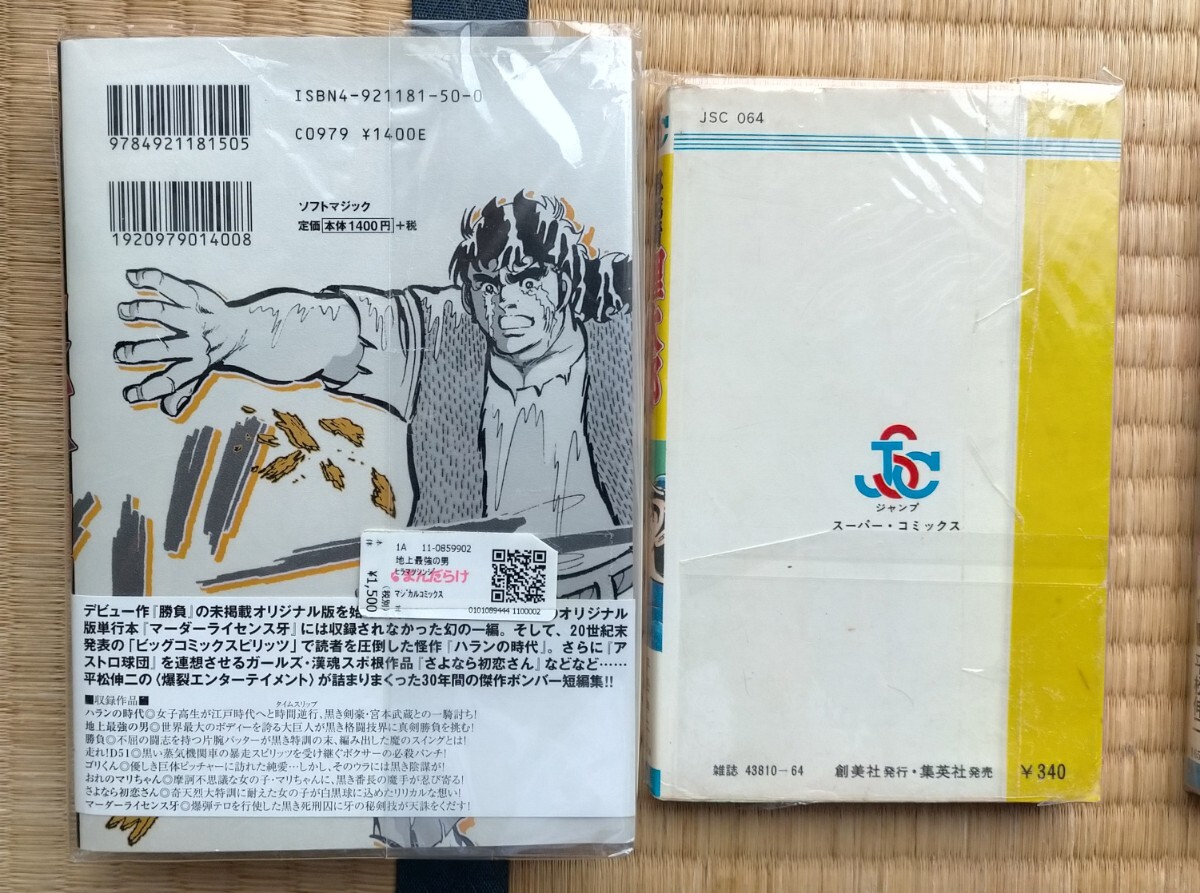 ISBN4-921181-50-0
9784921181505
C0979 ¥1400E
1920979014008
ソフトマジック
定価 本体1400円 +税
1A 11-0859902
地上最強の男
ヒラマツシンジ
まんだらけ
マジカルコミックス
¥1,500
(税別)
0101089444 1100002
デビュー作『勝負』の未掲載オリジナル版を始
のオリジナル
版単行本『マーダーライセンス牙』には収録されなかった幻の一編。そして、20世紀末
発表の「ビッグコミックスピリッツ」で読者を圧倒した怪作『ハランの時代』。さらに『ア
ストロ球団』を連想させるガールズ・漢魂スポ根作品『さよなら初恋さん』などなど……
平松伸二の〈爆裂エンターテイメント〉が詰まりまくった30年間の傑作ボンバー短編集!!
■収録作品■
タイムスリップ
ハランの時代◎女子高生が江戸時代へと時間逆行、黒き剣豪・宮本武蔵との一騎討ち!
地上最強の男◎世界最大のボディーを誇る大巨人が黒き格闘技界に真剣勝負を挑む!
勝負◎不屈の闘志を持つ片腕バッターが黒き特訓の末、編み出した魔のスイングとは!
走れ!D51◎黒い蒸気機関車の暴走スピリッツを受け継ぐボクサーの必殺パンチ!
ゴリくん◎優しき巨体ピッチャーに訪れた純愛…しかし、そのウラには黒き陰謀が!
おれのマリちゃん◎摩訶不思議な女の子・マリちゃんに、黒き番長の魔手が忍び寄る!
さよなら初恋さん◎奇天烈大特訓に耐えた女の子が白黒球に込めたリリカルな想い!
マーダーライセンス牙◎爆弾テロを行使した黒き死刑囚に牙の秘剣技が天誅をくだす!
JSC 064
JSC
ジャンプ
スーパー・コミックス
雑誌 43810-64 創美社発行・集英社発売 ¥340